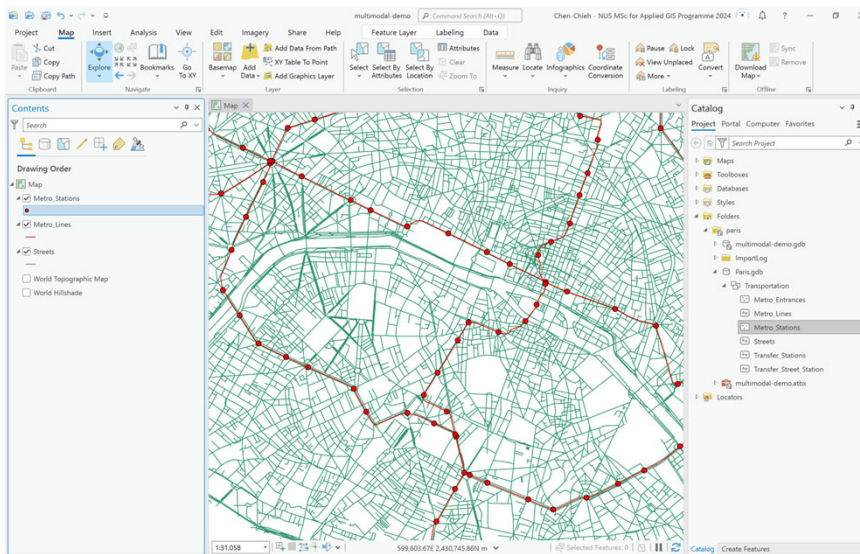 multimodal-demo
Command Search (Alt+Q)
Chen-Chieh - NUS MSc for Applied GIS Programme 2024
Project Map Insert Analysis View Edit Imagery Share Help Feature Layer Labeling Data
Paste
Cut
Copy
Copy Path
Clipboard
Explore
Bookmarks
Go To XY
Navigate
Basemap
Add Data
Add Data From Path
XY Table To Point
Add Graphics Layer
Layer
Select
Select By Attributes
Select By Location
Attributes
Clear
Zoom To
Selection
Measure
Locate
Infographics
Coordinate Conversion
Inquiry
Pause
Lock
View Unplaced
More
Convert
Labeling
Download Map
Sync
Remove
Offline
Contents
Search
Drawing Order
Map
Metro_Stations
Metro_Lines
Streets
World Topographic Map
World Hillshade
Map
1:31,058
599,603.67E 2,430,745.86N m
Selected Features: 0
Catalog
Project Portal Computer Favorites
Search Project
Maps
Toolboxes
Databases
Styles
Folders
paris
multimodal-demo.gdb
ImportLog
Paris.gdb
Transportation
Metro_Entrances
Metro_Lines
Metro_Stations
Streets
Transfer_Stations
Transfer_Street_Station
multimodal-demo.atbx
Locators
Catalog Create Features